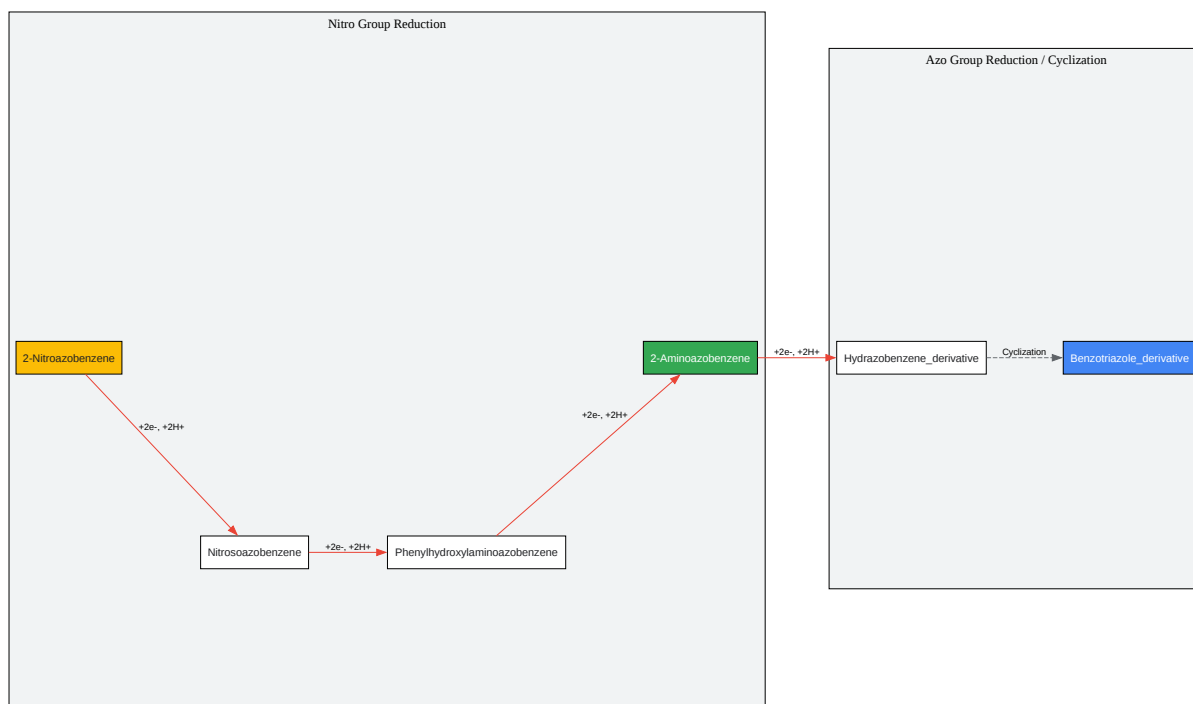 Nitro Group Reduction
Azo Group Reduction / Cyclization
2-Nitroazobenzene
+2e-, +2H+
Nitrosoazobenzene
+2e-, +2H+
Phenylhydroxylaminoazobenzene
+2e-, +2H+
2-Aminoazobenzene
+2e-, +2H+
Hydrazobenzene_derivative
Cyclization
Benzotriazole_derivative